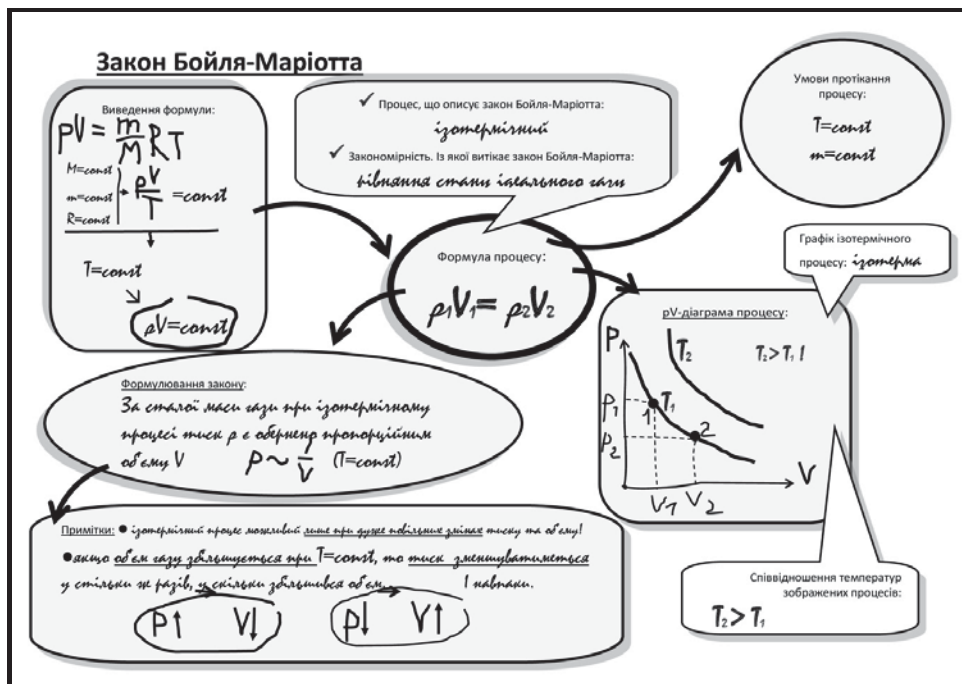 Закон Бойля-Маріотта
Виведення формули:
pV = m/M RT
M=const
m=const
R=const
pV/T =const
T=const
pV=const
✓ Процес, що описує закон Бойля-Маріотта:
ізотермічний
✓ Закономірність. Із якої витікає закон Бойля-Маріотта:
рівняння стану ідеального газу
Умови протікання
процесу:
T=const
m=const
Формула процесу:
p₁V₁= p₂V₂
Графік ізотермічного
процесу: ізотерма
pV-діаграма процесу:
P
T₂
T₂>T₁ !
p₁
1
T₁
p₂
2
V
V₁
V₂
Формулювання закону:
За сталої маси газу при ізотермічному
процесі тиск p є обернено пропорційним
об'єму V p ~ 1/V (T=const)
Примітки: ● ізотермічний процес можливий лише при дуже повільних змінах тиску та об'єму!
●якщо об'єм газу збільшується при T=const, то тиск зменшуватиметься
у стільки ж разів, у скільки збільшився об'єм. І навпаки.
P↑ V↓ P↓ V↑
Співвідношення температур
зображених процесів:
T₂>T₁